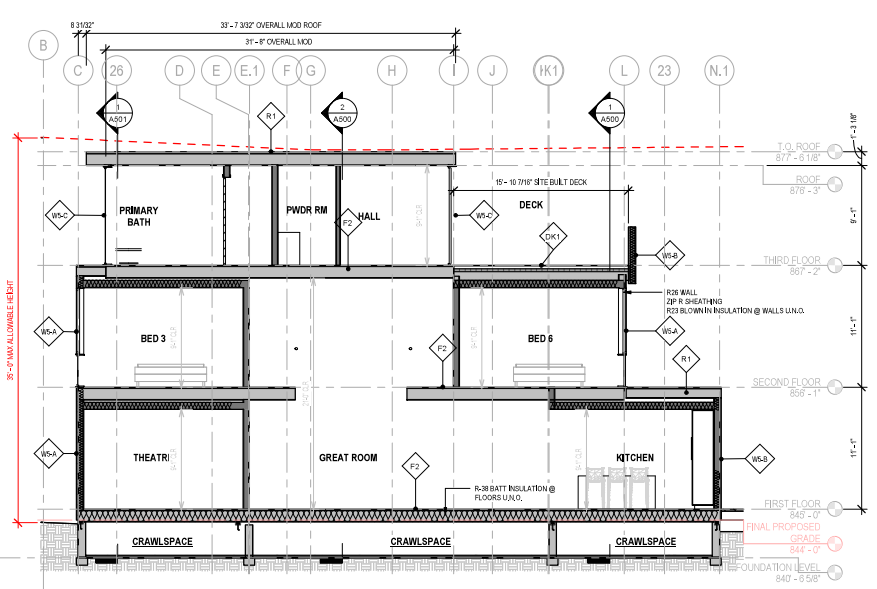 8 31/32"
33' - 7 3/32" OVERALL MOD ROOF
31' - 8" OVERALL MOD
B
C
26
D
E
E.1
F
G
H
I
J
K1
L
23
N.1
1
A501
2
A500
1
A500
R1
T.O. ROOF
877' - 6 1/8"
1' - 3 1/8"
ROOF
876' - 3"
15' - 10 7/16" SITE BUILT DECK
PRIMARY
BATH
PWDR RM
HALL
DECK
W5-C
F2
W5-C
DK1
W5-B
9' - 1"
THIRD FLOOR
867' - 2"
R26 WALL
ZIP R SHEATHING
R23 BLOWN IN INSULATION @ WALLS U.N.O.
35' - 0" MAX ALLOWABLE HEIGHT
W5-A
BED 3
BED 6
W5-A
F2
R1
11' - 1"
SECOND FLOOR
856' - 1"
W5-A
THEATR
GREAT ROOM
KITCHEN
W5-B
F2
11' - 1"
R-38 BATT INSULATION @
FLOORS U.N.O.
FIRST FLOOR
845' - 0"
FINAL PROPOSED
GRADE
844' - 0"
CRAWLSPACE
CRAWLSPACE
CRAWLSPACE
FOUNDATION LEVEL
840' - 6 5/8"